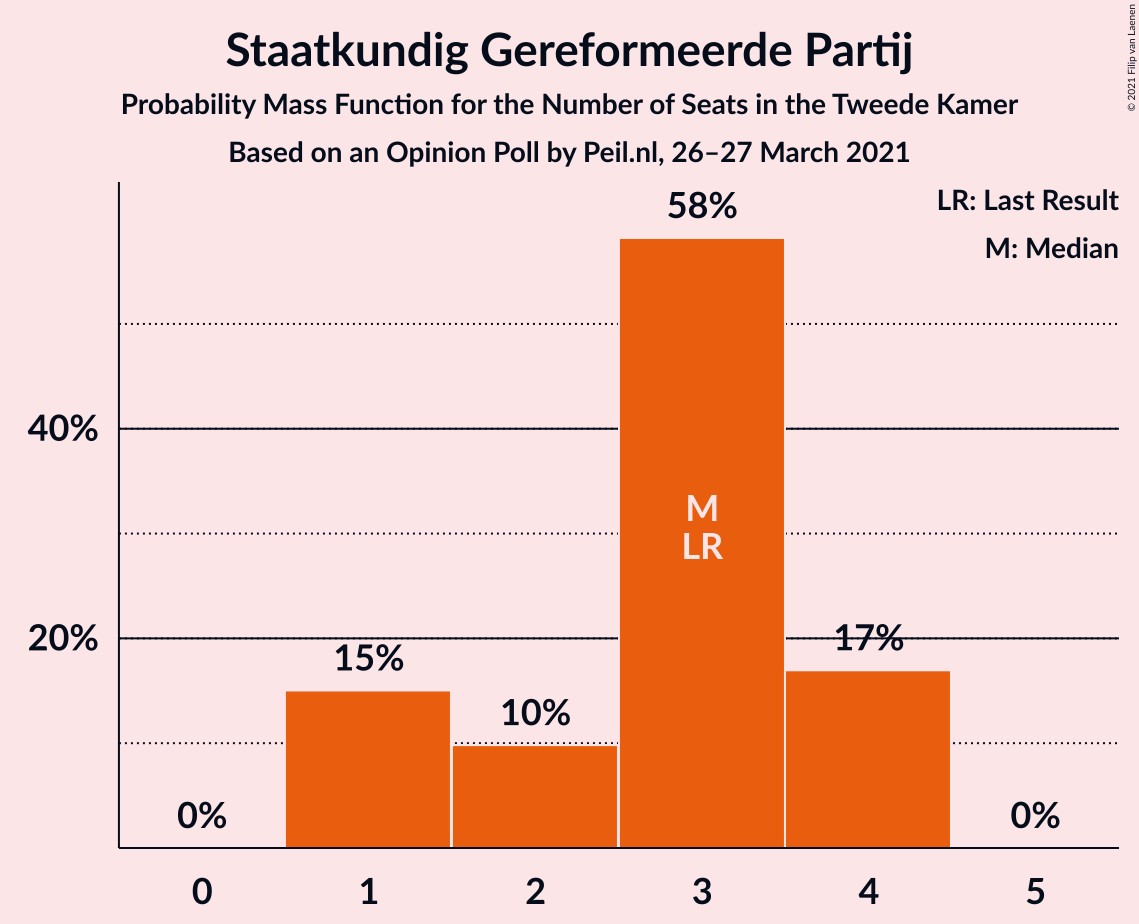 Staatkundig Gereformeerde Partij
Probability Mass Function for the Number of Seats in the Tweede Kamer
Based on an Opinion Poll by Peil.nl, 26–27 March 2021
© 2021 Filip van Laenen
LR: Last Result
M: Median
58%
40%
M
LR
20%
17%
15%
10%
0%
0%
0 1 2 3 4 5